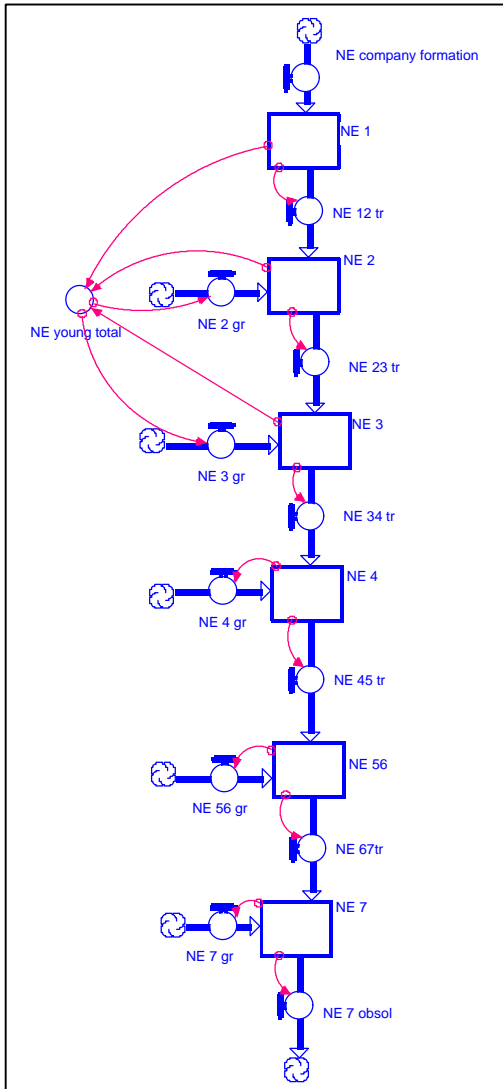 NE company formation
NE 1
NE 12 tr
NE 2
NE 2 gr
NE young total
NE 23 tr
NE 3
NE 3 gr
NE 34 tr
NE 4
NE 4 gr
NE 45 tr
NE 56
NE 56 gr
NE 67tr
NE 7
NE 7 gr
NE 7 obsol